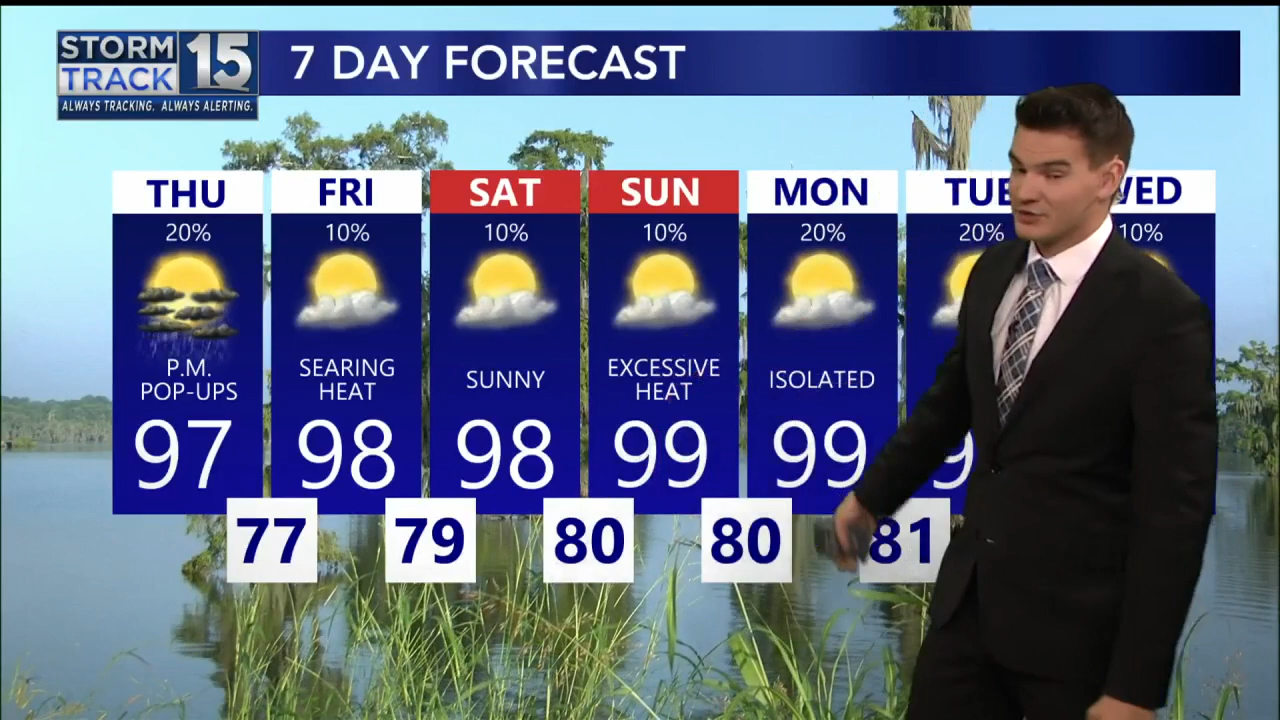 STORM TRACK 15
ALWAYS TRACKING. ALWAYS ALERTING.
7 DAY FORECAST
THU
20%
P.M.
POP-UPS
97
77
FRI
10%
SEARING
HEAT
98
79
SAT
10%
SUNNY
98
80
SUN
10%
EXCESSIVE
HEAT
99
80
MON
20%
ISOLATED
99
81
TUE
20%
9
WED
10%